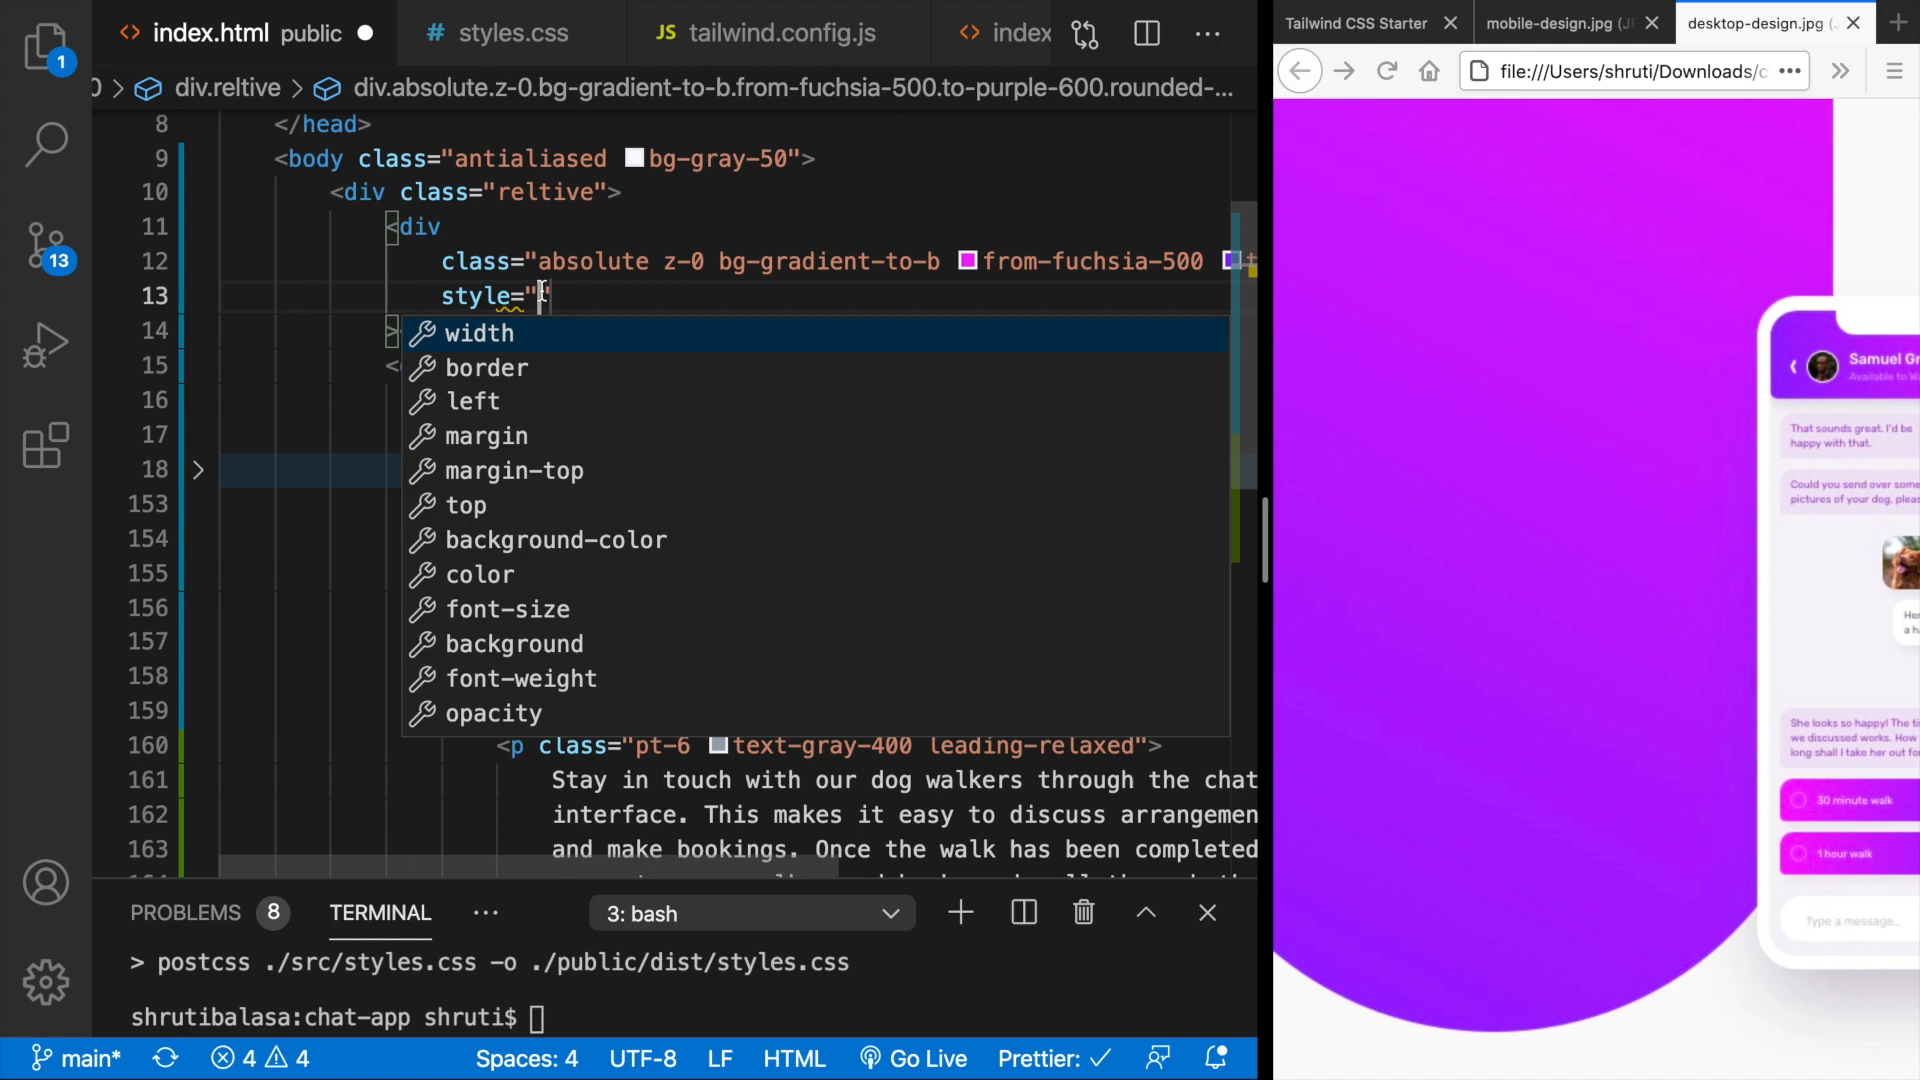 index.html public
styles.css
JS tailwind.config.js
index
1
0 > div.reltive > div.absolute.z-0.bg-gradient-to-b.from-fuchsia-500.to-purple-600.rounded-...
8 </head>
9 <body class="antialiased bg-gray-50">
10 <div class="reltive">
11 <div
12 class="absolute z-0 bg-gradient-to-b from-fuchsia-500 t
13 style=""
14 >
15 <
16
17
18
153
154
155
156
157
158
159
160 <p class="pt-6 text-gray-400 leading-relaxed">
161 Stay in touch with our dog walkers through the chat
162 interface. This makes it easy to discuss arrangemen
163 and make bookings. Once the walk has been completed
width
border
left
margin
margin-top
top
background-color
color
font-size
background
font-weight
opacity
13
PROBLEMS 8 TERMINAL ... 3: bash
> postcss ./src/styles.css -o ./public/dist/styles.css
shrutibalasa:chat-app shruti$
main* 4 4 Spaces: 4 UTF-8 LF HTML Go Live Prettier: ✓
Tailwind CSS Starter
mobile-design.jpg (JP
desktop-design.jpg (
file:///Users/shruti/Downloads/c
Samuel Gr
Available to Wa
That sounds great. I'd be
happy with that.
Could you send over some
pictures of your dog, pleas
Her
a ha
She looks so happy! The ti
we discussed works. How
long shall I take her out fo
30 minute walk
1 hour walk
Type a message...